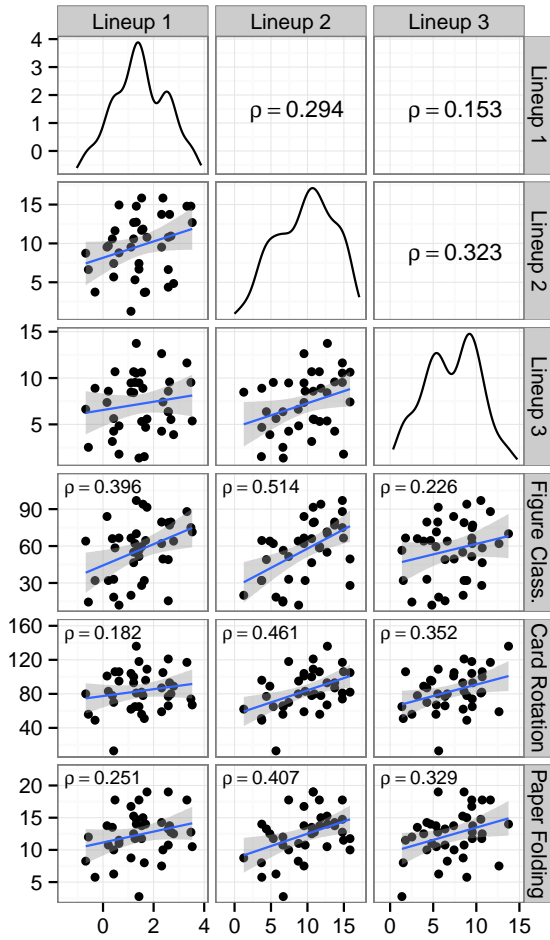 Lineup 1 Lineup 2 Lineup 3
4
3
2
1
0
ρ = 0.294
ρ = 0.153
Lineup 1
15
10
5
ρ = 0.323
Lineup 2
15
10
5
0
Lineup 3
90
60
30
ρ = 0.396
ρ = 0.514
ρ = 0.226
Figure Class.
160
120
80
40
ρ = 0.182
ρ = 0.461
ρ = 0.352
Card Rotation
20
15
10
5
ρ = 0.251
ρ = 0.407
ρ = 0.329
Paper Folding
0 2 4 0 5 10 15 0 5 10 15